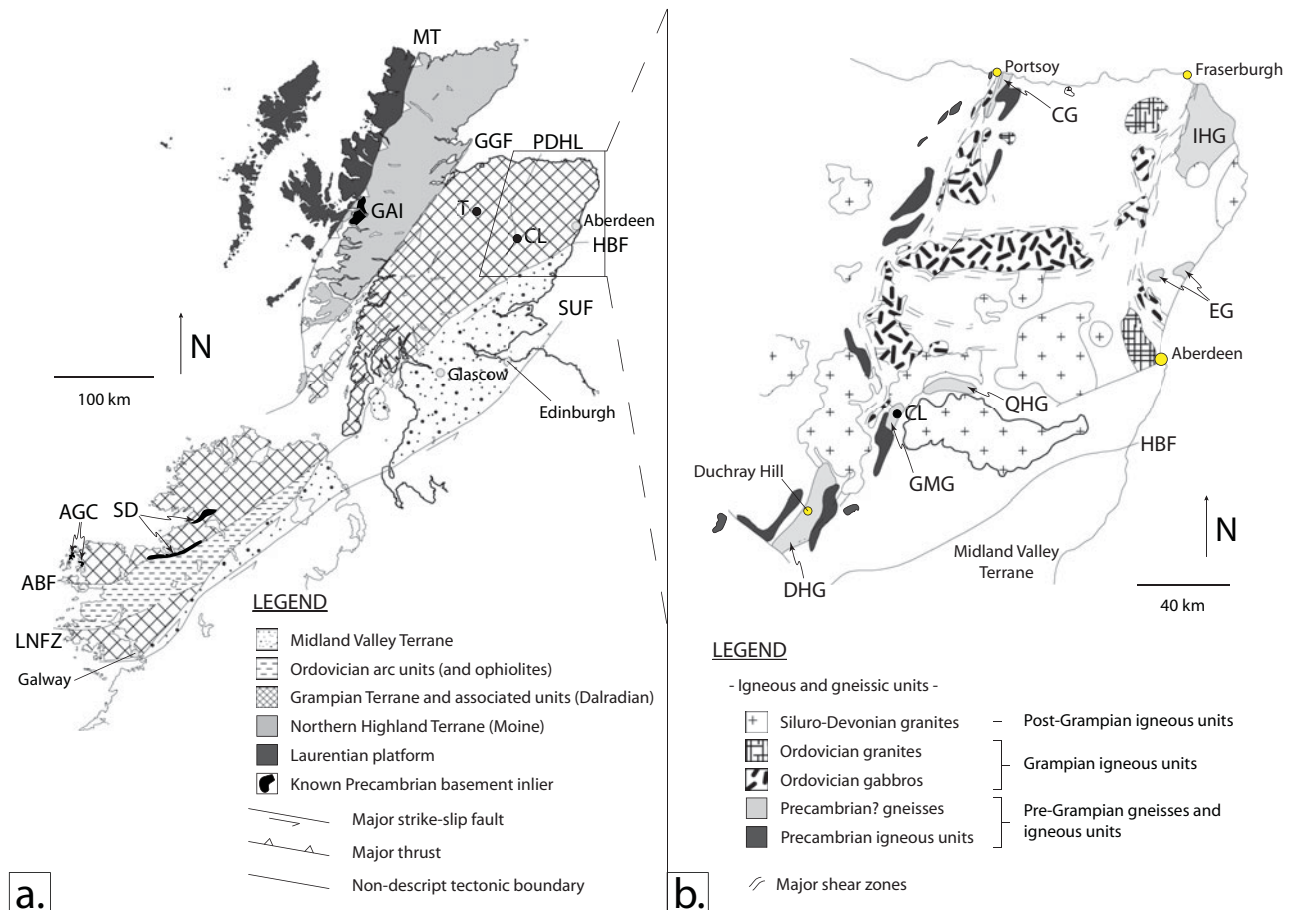 MT
GGF
PDHL
GAI
T
CL
Aberdeen
HBF
SUF
N
100 km
Glascow
Edinburgh
AGC
SD
ABF
LNFZ
Galway
LEGEND
Midland Valley Terrane
Ordovician arc units (and ophiolites)
Grampian Terrane and associated units (Dalradian)
Northern Highland Terrane (Moine)
Laurentian platform
Known Precambrian basement inlier
Major strike-slip fault
Major thrust
Non-descript tectonic boundary
a.
Portsoy
Fraserburgh
CG
IHG
EG
Aberdeen
QHG
CL
HBF
GMG
Duchray Hill
N
Midland Valley
Terrane
DHG
40 km
LEGEND
- Igneous and gneissic units -
Siluro-Devonian granites
Post-Grampian igneous units
Ordovician granites
Grampian igneous units
Ordovician gabbros
Precambrian? gneisses
Pre-Grampian gneisses and
igneous units
Precambrian igneous units
Major shear zones
b.